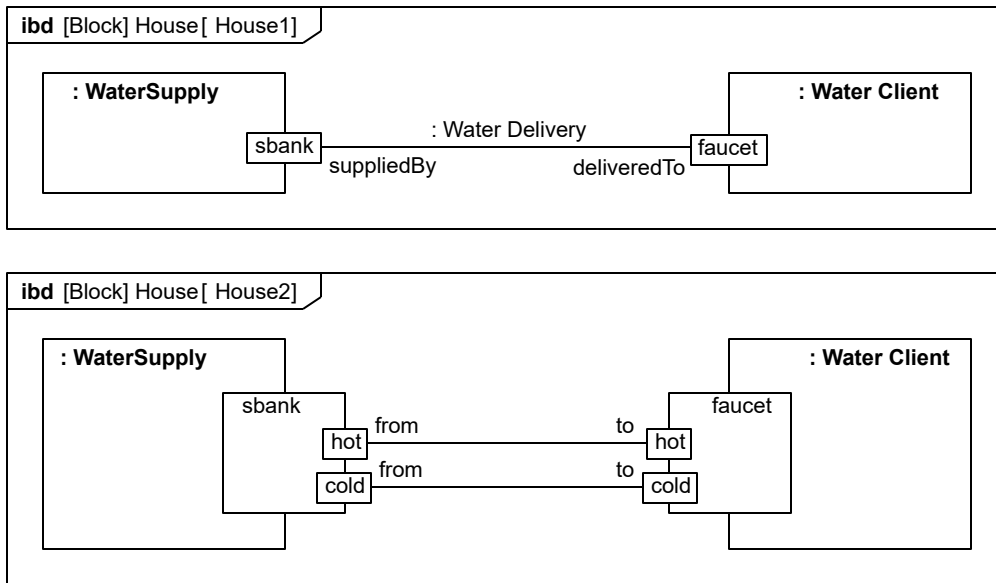 ibd [Block] House[ House1]
: WaterSupply
: Water Client
: Water Delivery
sbank
faucet
suppliedBy
deliveredTo
ibd [Block] House[ House2]
: WaterSupply
: Water Client
sbank
faucet
from
to
hot
hot
from
to
cold
cold